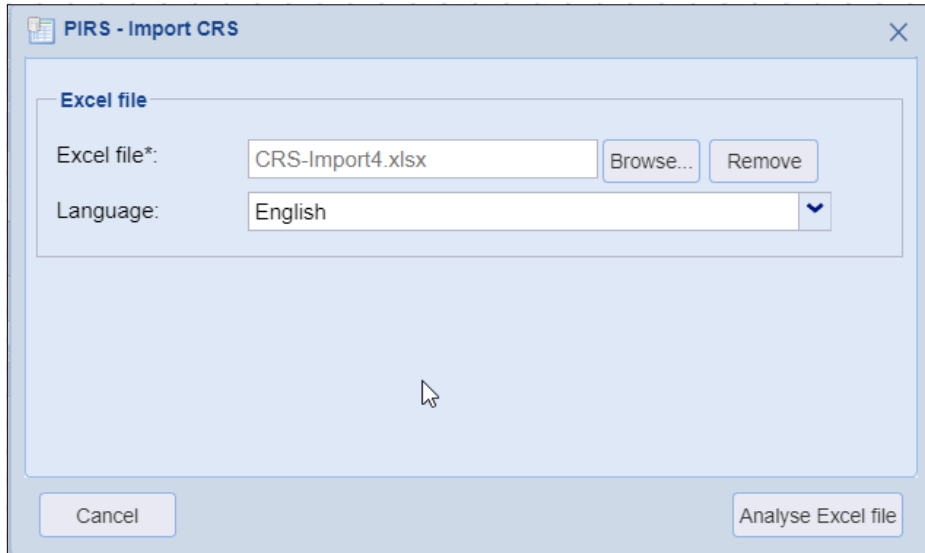 PIRS - Import CRS
Excel file
Excel file*: CRS-Import4.xlsx Browse... Remove
Language: English
Cancel Analyse Excel file